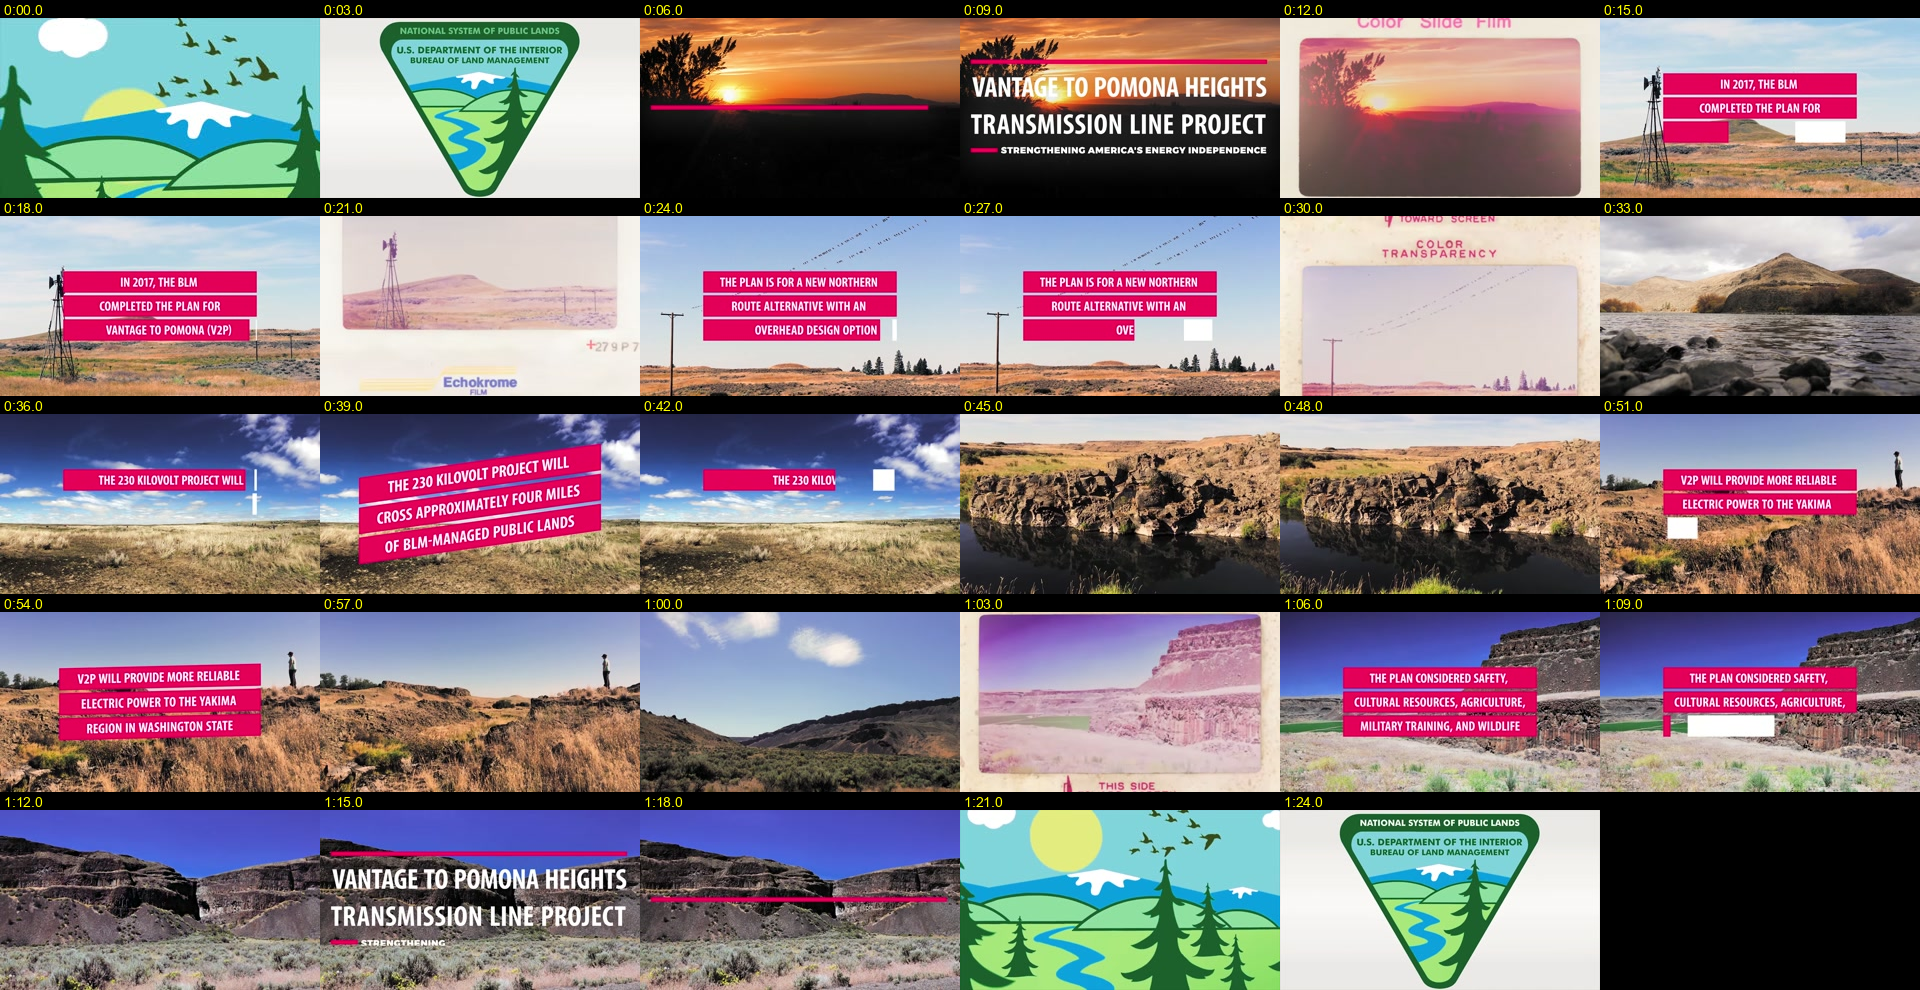 0:00.0
0:03.0
0:06.0
0:09.0
0:12.0
0:15.0
NATIONAL SYSTEM OF PUBLIC LANDS
U.S. DEPARTMENT OF THE INTERIOR
BUREAU OF LAND MANAGEMENT
VANTAGE TO POMONA HEIGHTS
TRANSMISSION LINE PROJECT
STRENGTHENING AMERICA'S ENERGY INDEPENDENCE
Color Slide Film
IN 2017, THE BLM
COMPLETED THE PLAN FOR
0:18.0
0:21.0
0:24.0
0:27.0
0:30.0
0:33.0
IN 2017, THE BLM
COMPLETED THE PLAN FOR
VANTAGE TO POMONA (V2P)
+279P7
Echokrome
FILM
THE PLAN IS FOR A NEW NORTHERN
ROUTE ALTERNATIVE WITH AN
OVERHEAD DESIGN OPTION
THE PLAN IS FOR A NEW NORTHERN
ROUTE ALTERNATIVE WITH AN
OVE
TOWARD SCREEN
COLOR
TRANSPARENCY
0:36.0
0:39.0
0:42.0
0:45.0
0:48.0
0:51.0
THE 230 KILOVOLT PROJECT WILL
THE 230 KILOVOLT PROJECT WILL
CROSS APPROXIMATELY FOUR MILES
OF BLM-MANAGED PUBLIC LANDS
THE 230 KILOV
V2P WILL PROVIDE MORE RELIABLE
ELECTRIC POWER TO THE YAKIMA
0:54.0
0:57.0
1:00.0
1:03.0
1:06.0
1:09.0
V2P WILL PROVIDE MORE RELIABLE
ELECTRIC POWER TO THE YAKIMA
REGION IN WASHINGTON STATE
THIS SIDE
THE PLAN CONSIDERED SAFETY,
CULTURAL RESOURCES, AGRICULTURE,
MILITARY TRAINING, AND WILDLIFE
THE PLAN CONSIDERED SAFETY,
CULTURAL RESOURCES, AGRICULTURE,
1:12.0
1:15.0
1:18.0
1:21.0
1:24.0
VANTAGE TO POMONA HEIGHTS
TRANSMISSION LINE PROJECT
STRENGTHENING
NATIONAL SYSTEM OF PUBLIC LANDS
U.S. DEPARTMENT OF THE INTERIOR
BUREAU OF LAND MANAGEMENT